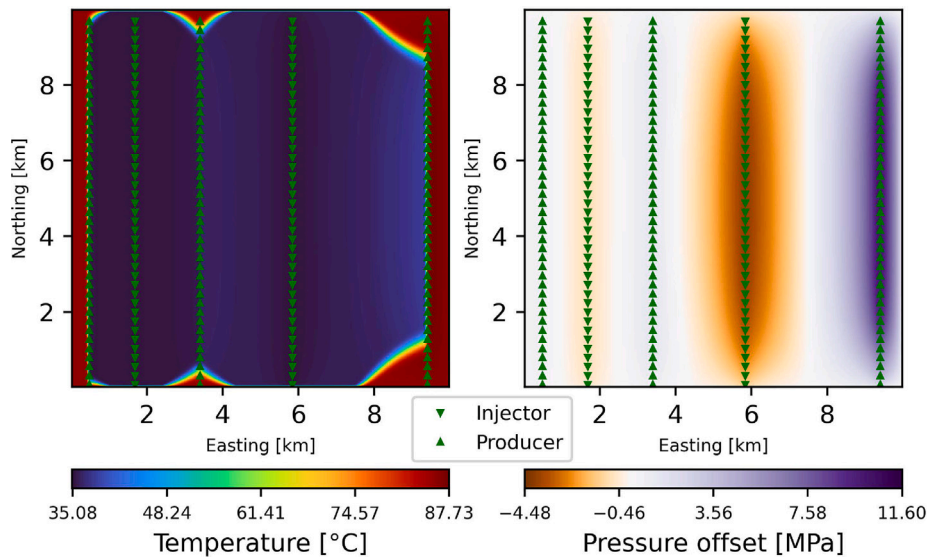 8
6
4
2
Northing [km]
2 4 6 8
Easting [km]
8
6
4
2
Northing [km]
2 4 6 8
Easting [km]
Injector
Producer
35.08 48.24 61.41 74.57 87.73
Temperature [°C]
−4.48 −0.46 3.56 7.58 11.60
Pressure offset [MPa]